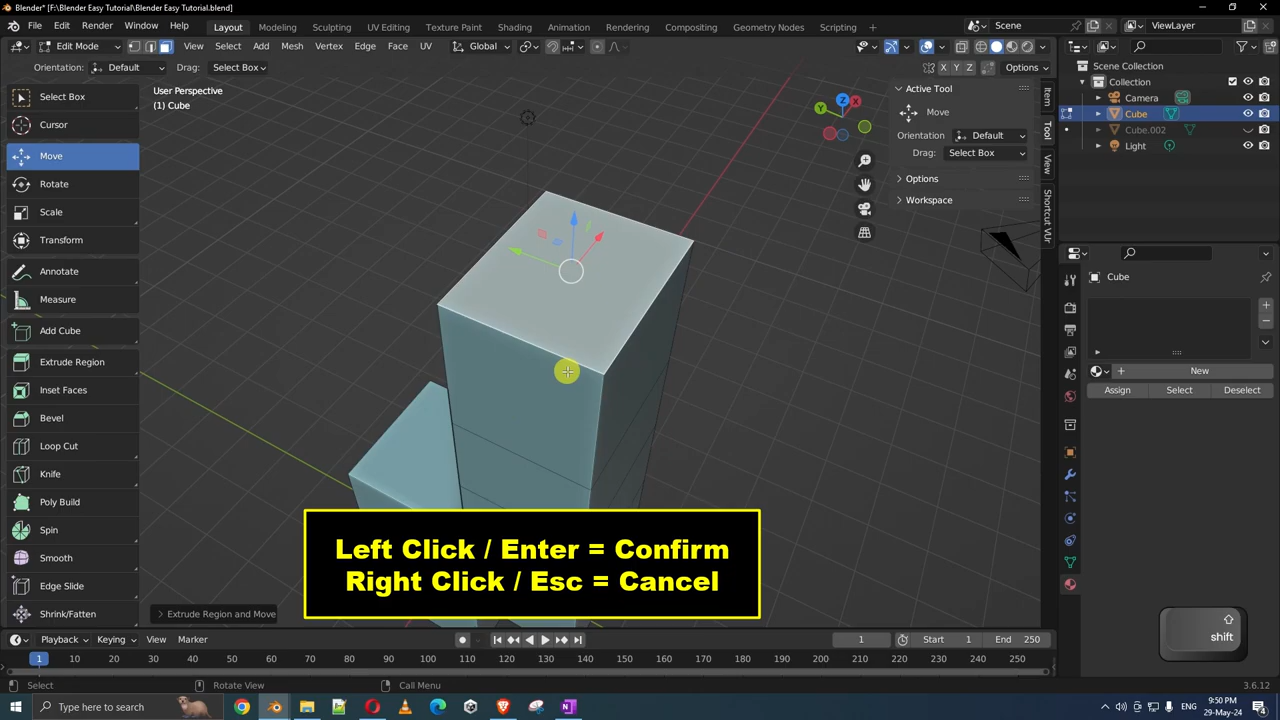 Blender* [F:\Blender Easy Tutorial\Blender Easy Tutorial.blend]
File Edit Render Window Help Layout Modeling Sculpting UV Editing Texture Paint Shading Animation Rendering Compositing Geometry Nodes Scripting Scene ViewLayer
Edit Mode View Select Add Mesh Vertex Edge Face UV Global
Orientation: Default Drag: Select Box X Y Z Options
User Perspective
(1) Cube
Select Box
Cursor
Move
Rotate
Scale
Transform
Annotate
Measure
Add Cube
Extrude Region
Inset Faces
Bevel
Loop Cut
Knife
Poly Build
Spin
Smooth
Edge Slide
Shrink/Fatten
Z X
Y
Active Tool
Move
Orientation Default
Drag: Select Box
Options
Workspace
Item
Tool
View
Shortcut VUr
Scene Collection
Collection
Camera
Cube
Cube.002
Light
Cube
New
Assign Select Deselect
Left Click / Enter = Confirm
Right Click / Esc = Cancel
Extrude Region and Move
shift
Playback Keying View Marker 1 Start 1 End 250
1 10 20 30 40 50 60 70 80 90 100 110 120 130 140 150 160 170 180 190 200 210 220 230 240 250
Select Rotate View Call Menu 3.6.12
Type here to search
9:50 PM
29-May-24